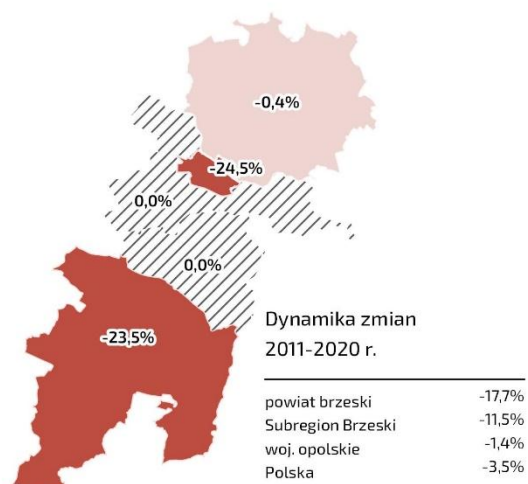 -0,4%
-24,5%
0,0%
0,0%
-23,5%
Dynamika zmian
2011-2020 r.
powiat brzeski -17,7%
Subregion Brzeski -11,5%
woj. opolskie -1,4%
Polska -3,5%